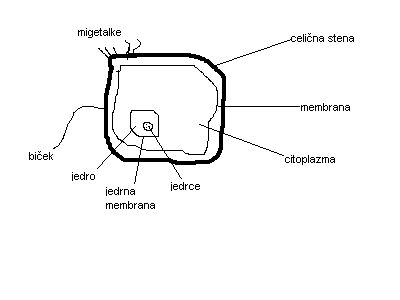 migetalke
celična stena
membrana
citoplazma
biček
jedro
jedrna
membrana
jedrce